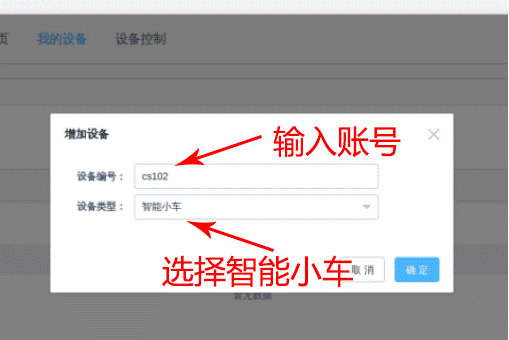 页 我的设备 设备控制
增加设备
输入账号
设备编号： cs102
设备类型： 智能小车
选择智能小车
取 消 确 定
暂无数据